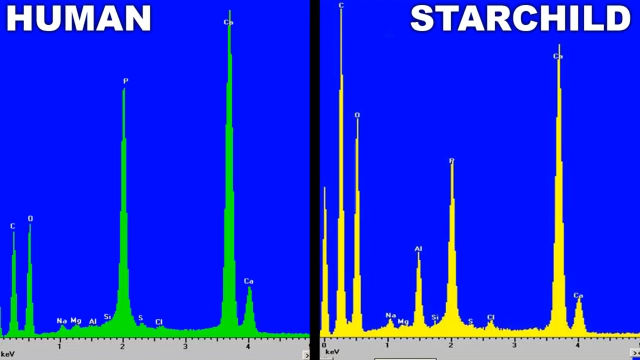 HUMAN
C
O
Na
Mg
Al
Si
P
S
Cl
Ca
Ca
1
2
3
4
keV
STARCHILD
C
O
Na
Mg
Al
Si
P
S
Cl
Ca
Ca
0
1
2
3
4
keV